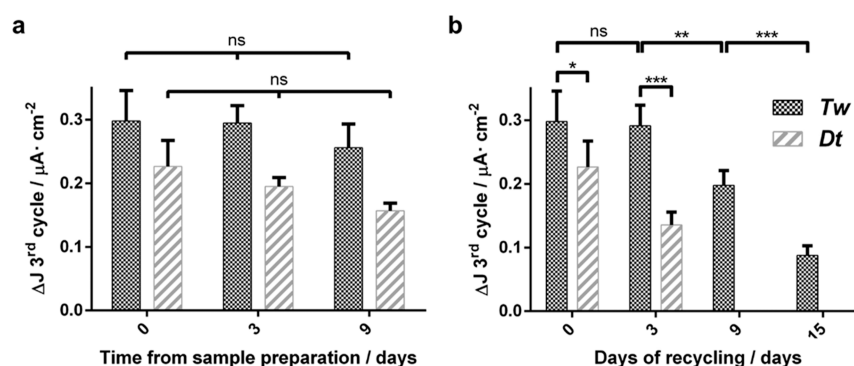 a
ns
ns
ΔJ 3rd cycle / μA· cm-2
0.3
0.2
0.1
0.0
0
3
9
Time from sample preparation / days
b
ns
**
***
*
***
Tw
Dt
ΔJ 3rd cycle / μA· cm-2
0.3
0.2
0.1
0.0
0
3
9
15
Days of recycling / days